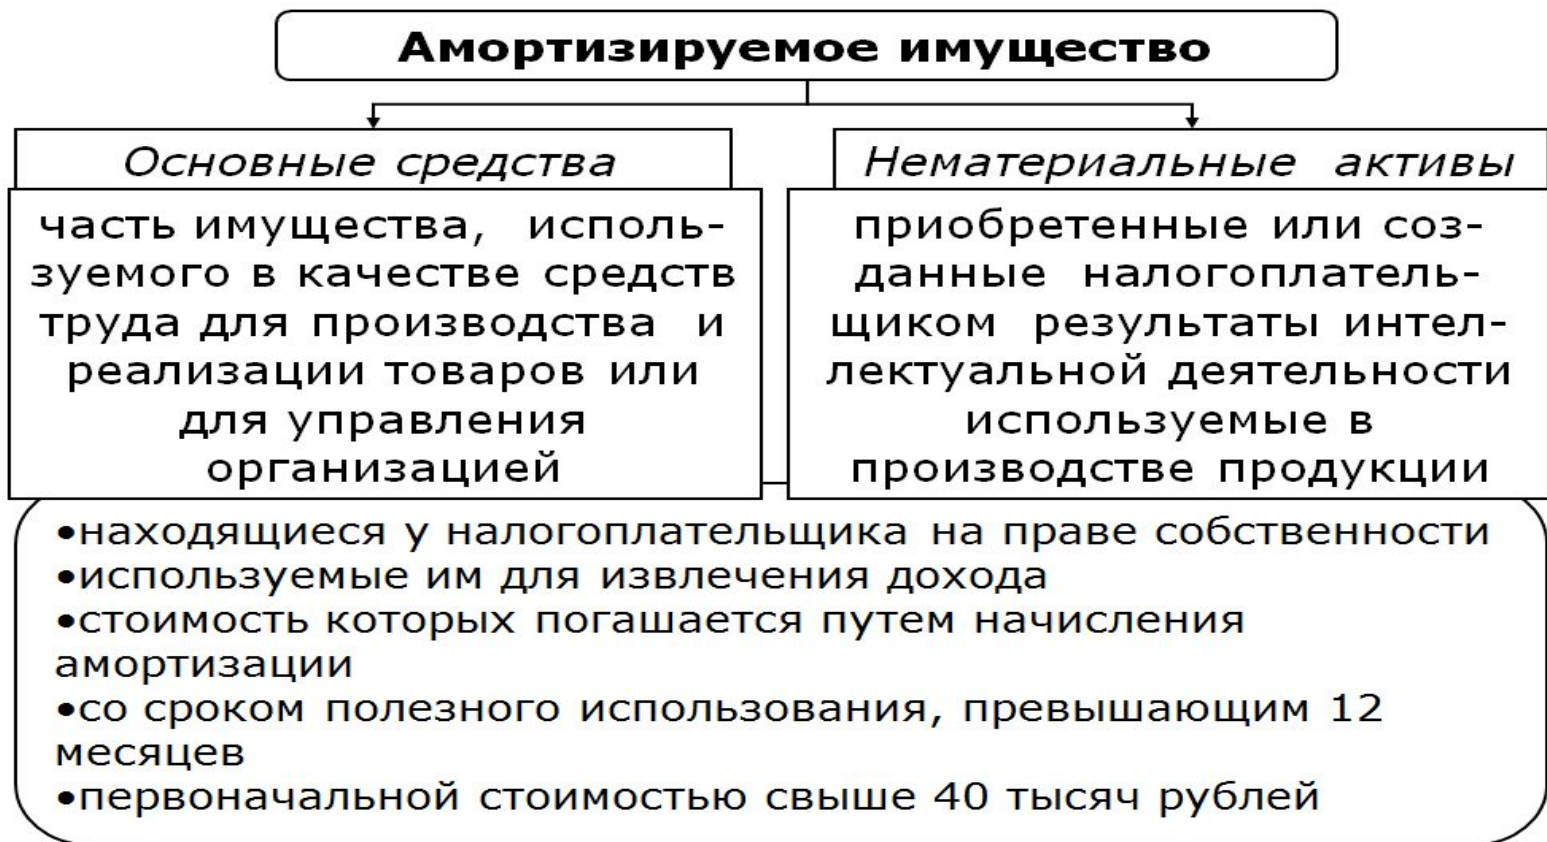 Амортизируемое имущество
Основные средства
часть имущества, исполь-
зуемого в качестве средств
труда для производства и
реализации товаров или
для управления
организацией
Нематериальные активы
приобретенные или соз-
данные налогоплатель-
щиком результаты интел-
лектуальной деятельности
используемые в
производстве продукции
•находящиеся у налогоплательщика на праве собственности
•используемые им для извлечения дохода
•стоимость которых погашается путем начисления
амортизации
•со сроком полезного использования, превышающим 12
месяцев
•первоначальной стоимостью свыше 40 тысяч рублей